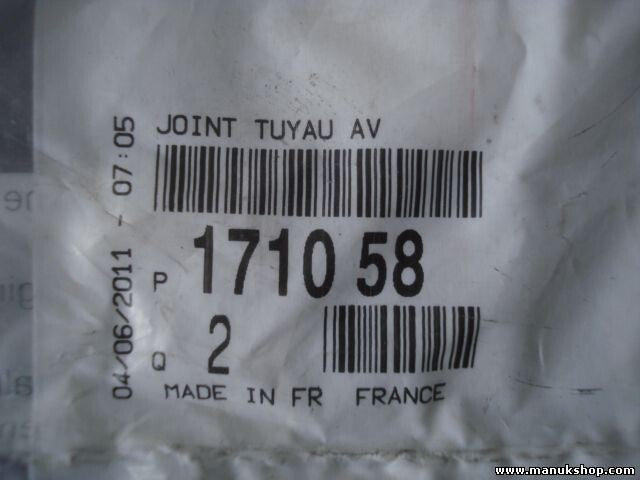 04/06/2011 - 07:05
JOINT TUYAU AV
P 1710 58
Q 2
MADE IN FR FRANCE
www.manukshop.com